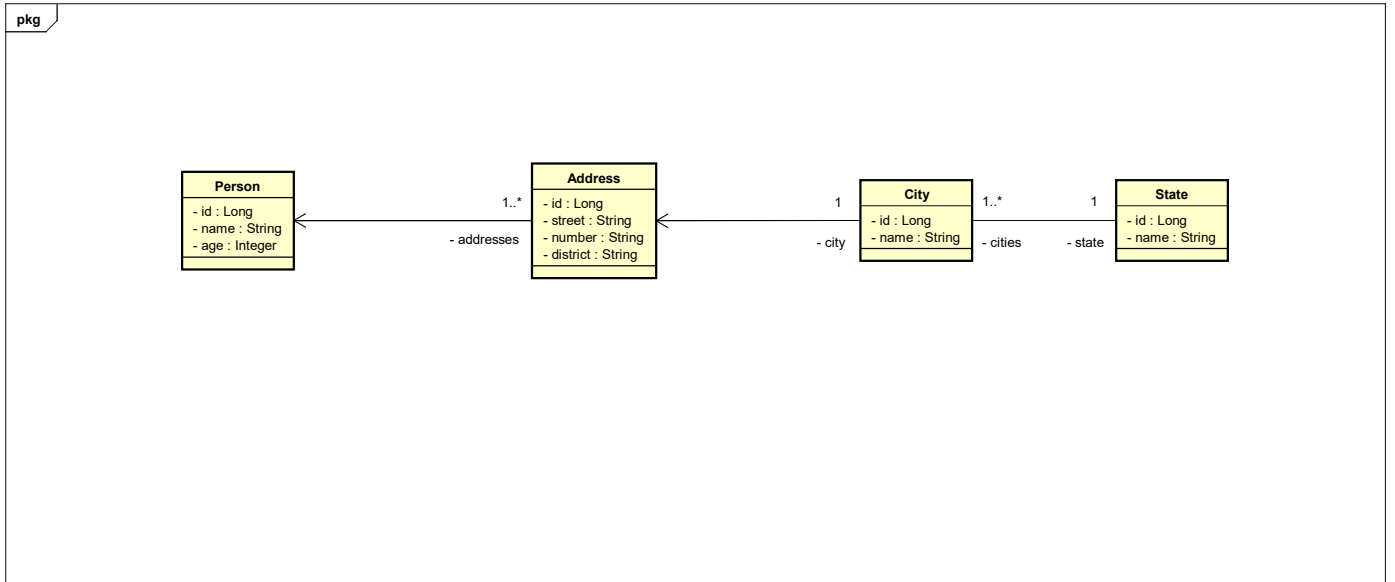 pkg
Person
- id : Long
- name : String
- age : Integer
1..*
- addresses
Address
- id : Long
- street : String
- number : String
- district : String
1
- city
City
- id : Long
- name : String
1..*
- cities
1
- state
State
- id : Long
- name : String